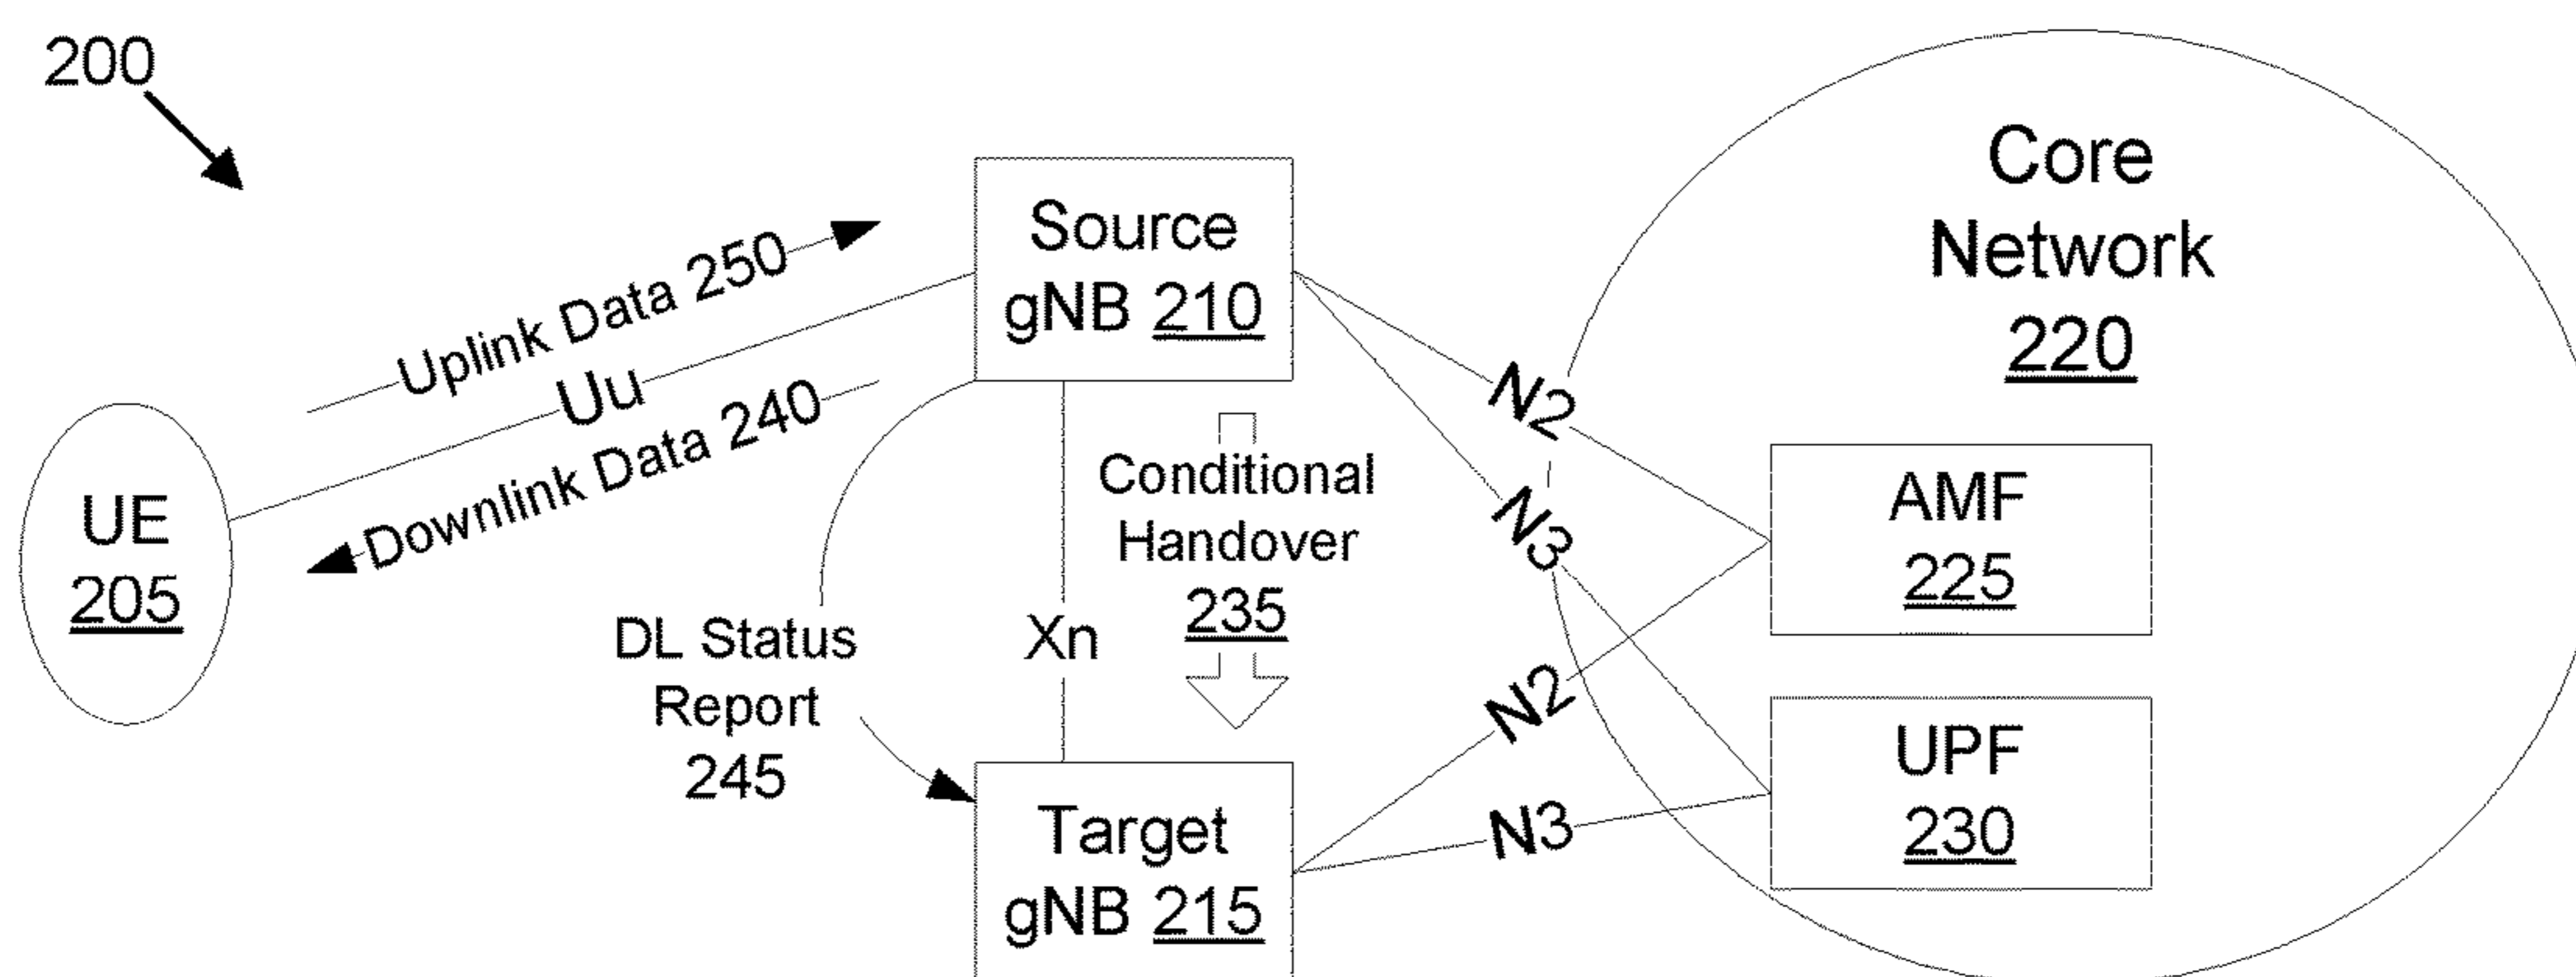 200
Uplink Data 250
Uu
Downlink Data 240
UE
205
Source
gNB 210
DL Status
Report
245
Xn
Conditional
Handover
235
Target
gNB 215
N2
N3
N2
N3
Core
Network
220
AMF
225
UPF
230